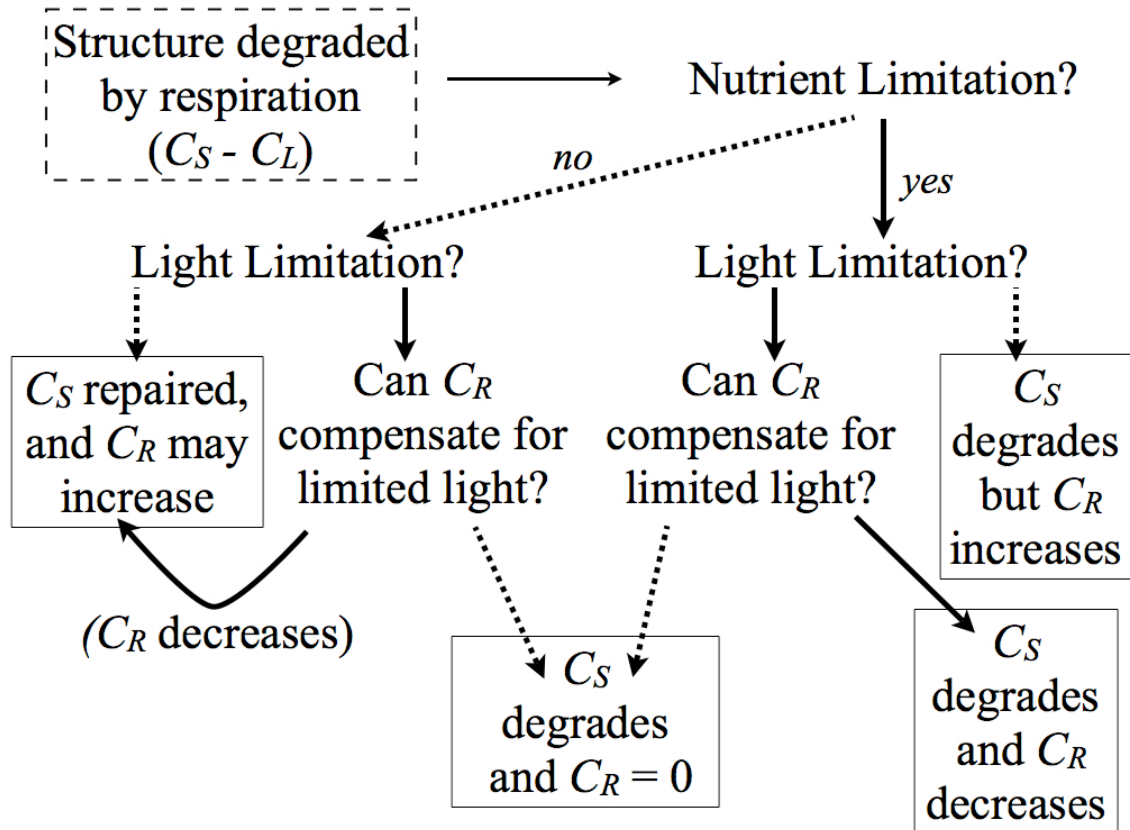 Structure degraded
by respiration
(CS - CL)
Nutrient Limitation?
no
yes
Light Limitation?
Light Limitation?
CS repaired,
and CR may
increase
Can CR
compensate for
limited light?
Can CR
compensate for
limited light?
CS
degrades
but CR
increases
(CR decreases)
CS
degrades
and CR = 0
CS
degrades
and CR
decreases